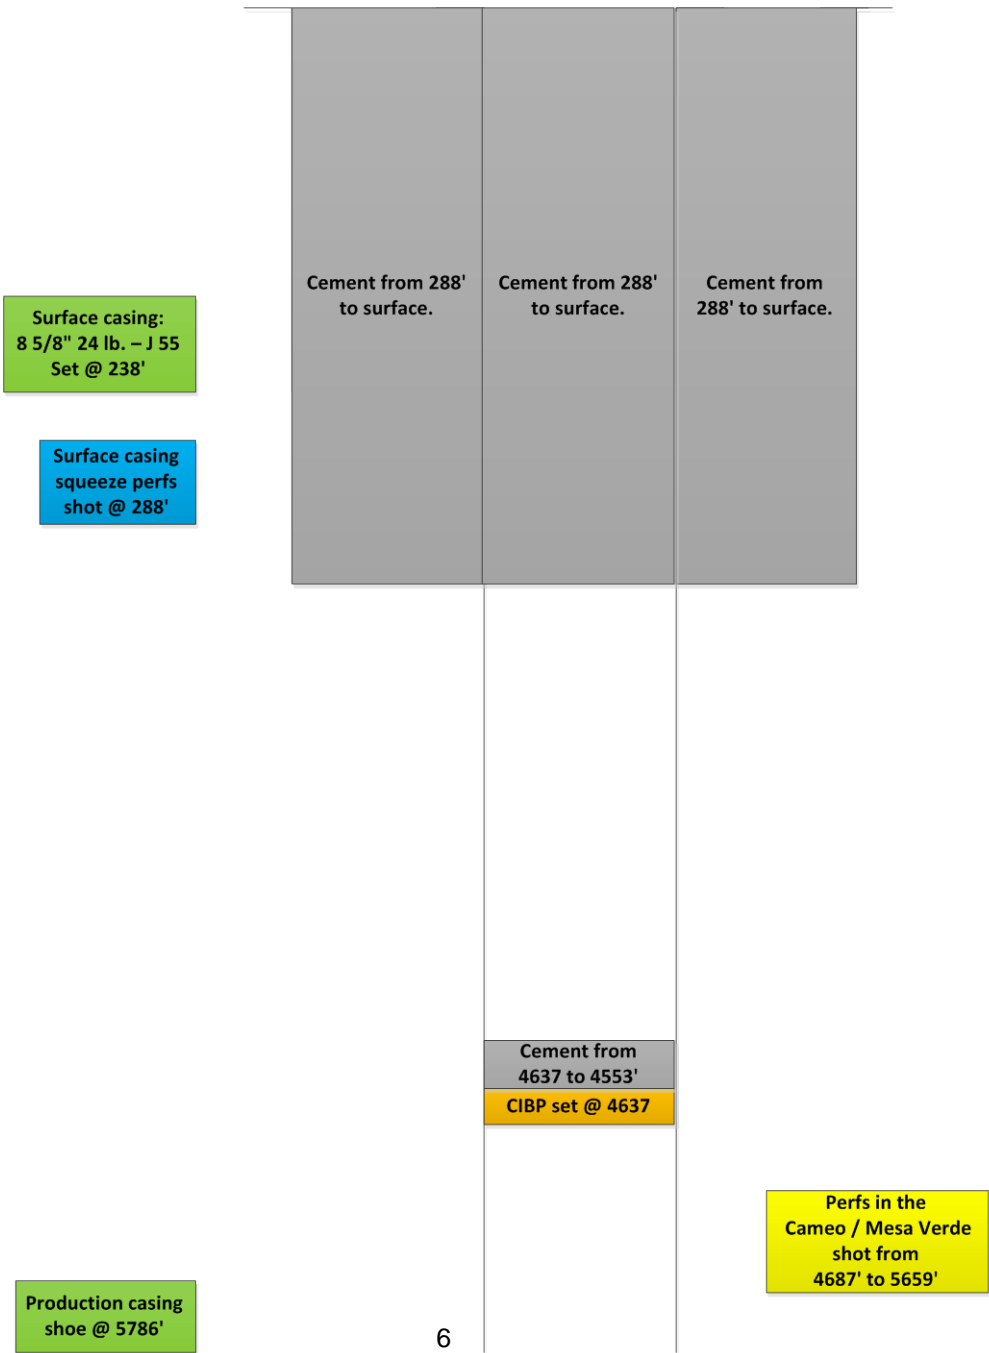 Cement from 288'
to surface.
Cement from 288'
to surface.
Cement from
288' to surface.
Surface casing:
8 5/8" 24 lb. – J 55
Set @ 238'
Surface casing
squeeze perfs
shot @ 288'
Cement from
4637 to 4553'
CIBP set @ 4637
Perfs in the
Cameo / Mesa Verde
shot from
4687' to 5659'
Production casing
shoe @ 5786'
6